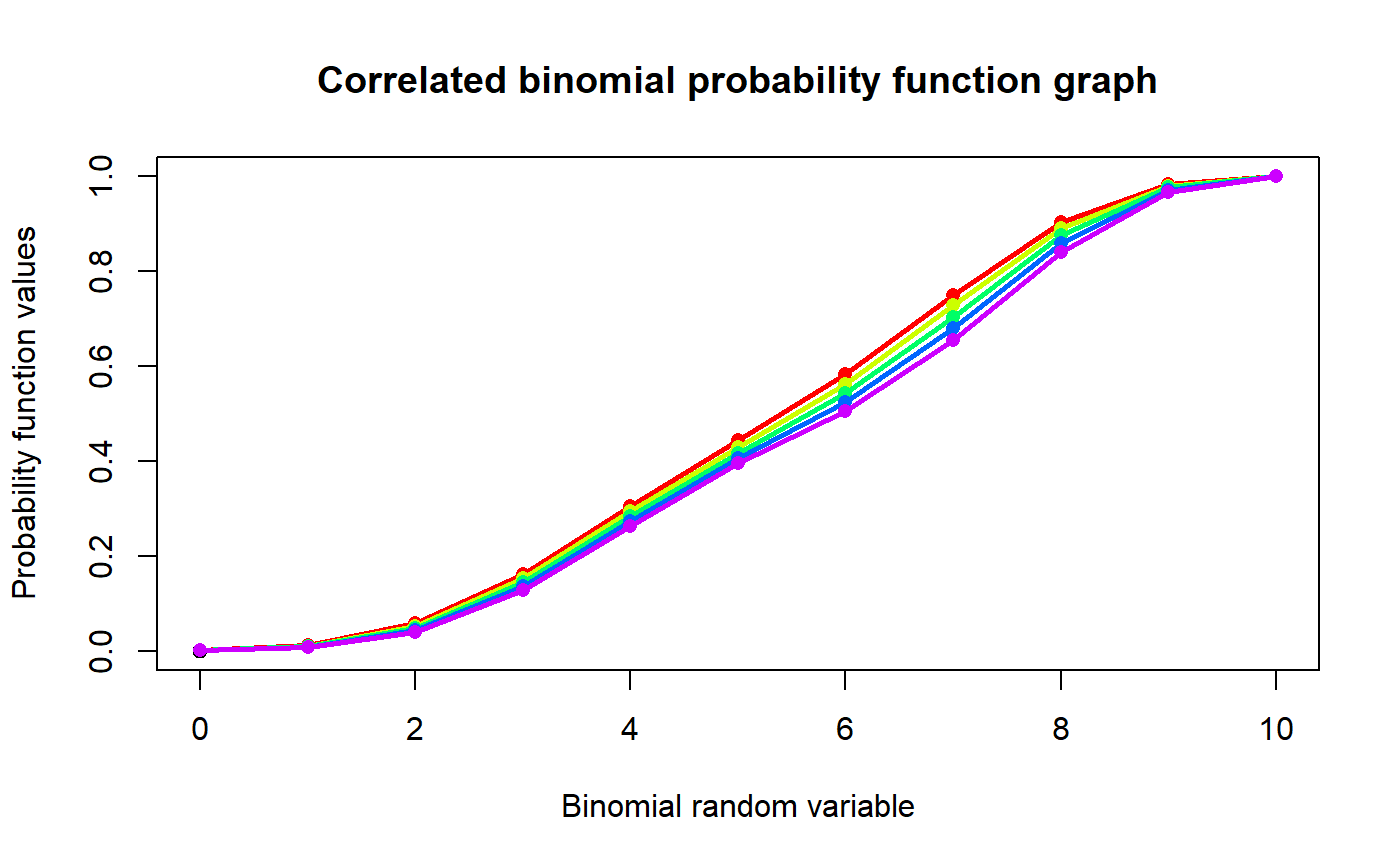 Correlated binomial probability function graph
Probability function values
1.0
0.8
0.6
0.4
0.2
0.0
0 2 4 6 8 10
Binomial random variable